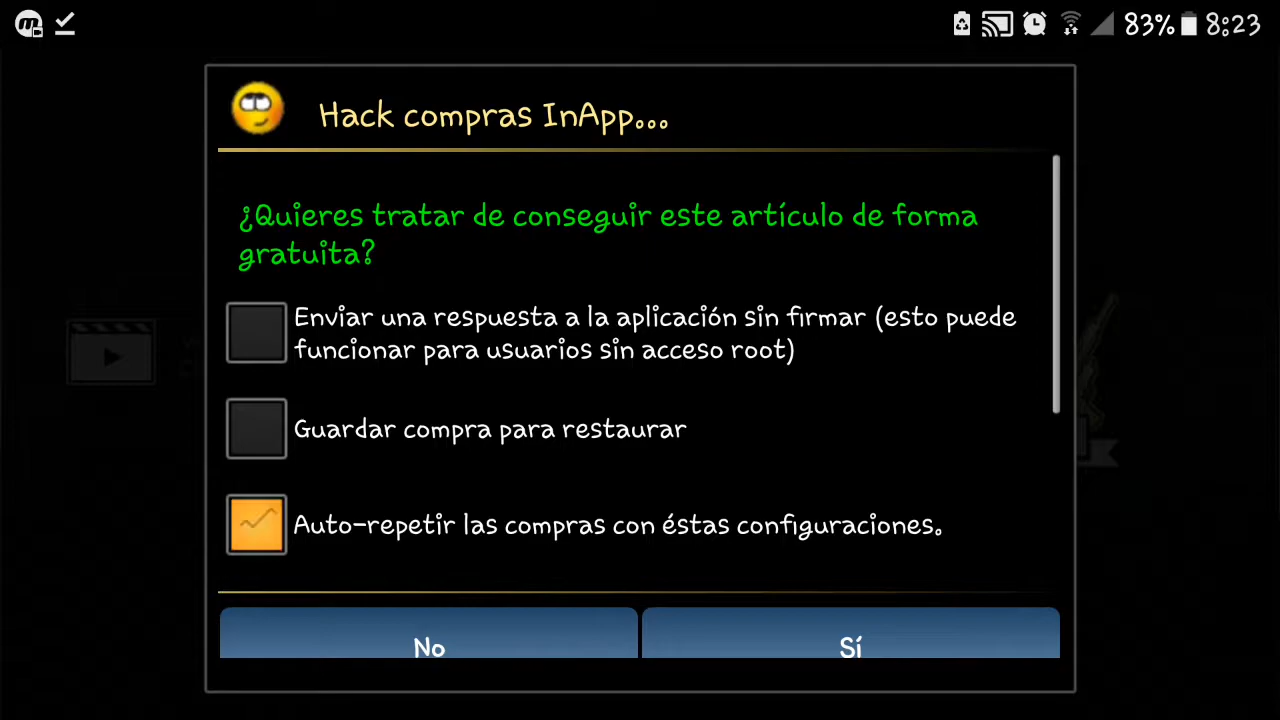 83% 8:23
Hack compras InApp...
¿Quieres tratar de conseguir este artículo de forma
gratuita?
Enviar una respuesta a la aplicación sin firmar (esto puede
funcionar para usuarios sin acceso root)
Guardar compra para restaurar
Auto-repetir las compras con éstas configuraciones.
No
Sí